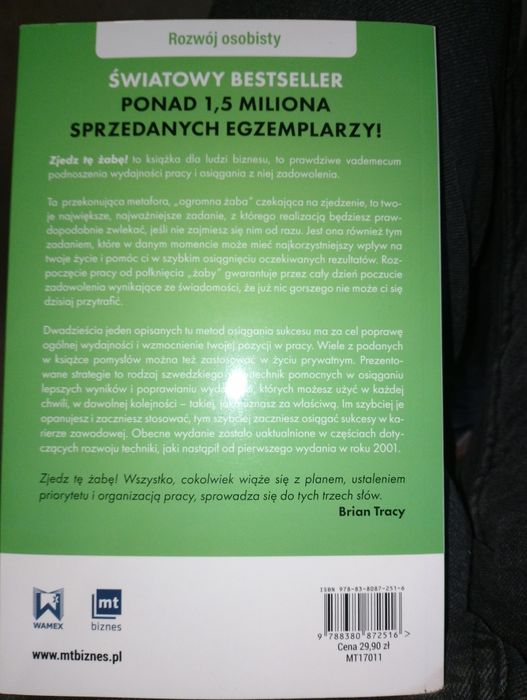 Rozwój osobisty
ŚWIATOWY BESTSELLER
PONAD 1,5 MILIONA
SPRZEDANYCH EGZEMPLARZY!
Zjedz tę żabę! to książka dla ludzi biznesu, to prawdziwe vademecum
podnoszenia wydajności pracy i osiągania z niej zadowolenia.
Ta przekonująca metafora, „ogromna żaba" czekająca na zjedzenie, to two-
je największe, najważniejsze zadanie, z którego realizacją będziesz praw-
dopodobnie zwlekać, jeśli nie zajmiesz się nim od razu. Jest ona również tym
zadaniem, które w danym momencie może mieć najkorzystniejszy wpływ na
twoje życie i pomóc ci w szybkim osiągnięciu oczekiwanych rezultatów. Roz-
poczęcie pracy od połknięcia „żaby" gwarantuje przez cały dzień poczucie
zadowolenia wynikające ze świadomości, że już nic gorszego nie może ci się
dzisiaj przytrafić.
Dwadzieścia jeden opisanych tu metod osiągania sukcesu ma za cel poprawę
ogólnej wydajności i wzmocnienie twojej pozycji w pracy. Wiele z podanych
w książce pomysłów można też zastosować w życiu prywatnym. Prezento-
wane strategie to rodzaj szwedzkiego technik pomocnych w osiąganiu
lepszych wyników i poprawianiu których możesz użyć w każdej
chwili, w dowolnej kolejności – takiej, jaką uznasz za właściwą. Im szybciej je
opanujesz i zaczniesz stosować, tym szybciej zaczniesz osiągać sukcesy w ka-
rierze zawodowej. Obecne wydanie zostało uaktualnione w częściach doty-
czących rozwoju techniki, jaki nastąpił od pierwszego wydania w roku 2001.
Zjedz tę żabę! Wszystko, cokolwiek wiąże się z planem, ustaleniem
priorytetu i organizacją pracy, sprowadza się do tych trzech słów.
Brian Tracy
ISBN 978-83-8087-251-6
WAMEX
mt
biznes
9 788380 872516 >
Cena 29,90 zł
MT17011
www.mtbiznes.pl